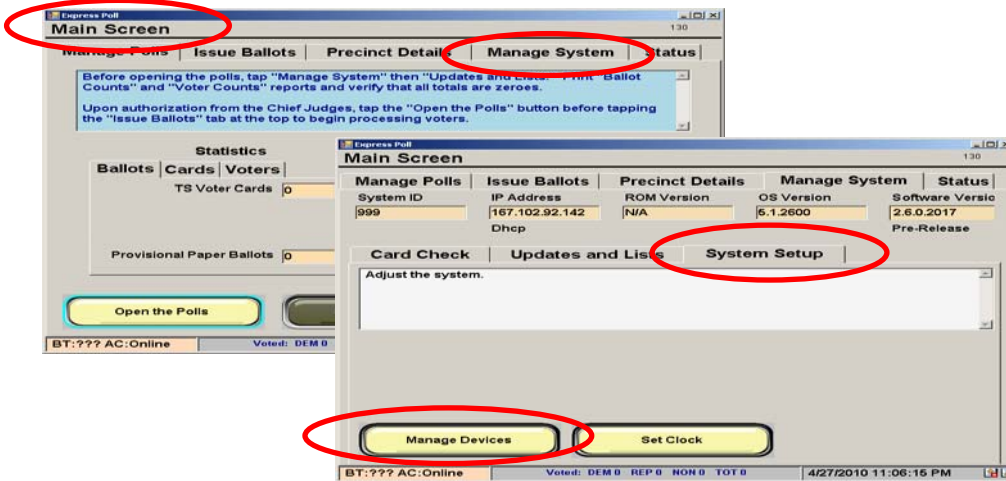 Express Poll
Main Screen
130
Manage Polls Issue Ballots Precinct Details Manage System Status
Before opening the polls, tap "Manage System" then "Updates and Lists." Print "Ballot
Counts" and "Voter Counts" reports and verify that all totals are zeroes.
Upon authorization from the Chief Judges, tap the "Open the Polls" button before tapping
the "Issue Ballots" tab at the top to begin processing voters.
Statistics
Ballots Cards Voters
TS Voter Cards 0
Provisional Paper Ballots 0
Open the Polls
BT:??? AC:Online Voted: DEM 0
Express Poll
Main Screen
130
Manage Polls Issue Ballots Precinct Details Manage System Status
System ID IP Address ROM Version OS Version Software Versio
999 167.102.92.142 N/A 5.1.2600 2.6.0.2017
Dhcp Pre-Release
Card Check Updates and Lists System Setup
Adjust the system.
Manage Devices Set Clock
BT:??? AC:Online Voted: DEM 0 REP 0 NON 0 TOT 0 4/27/2010 11:06:15 PM